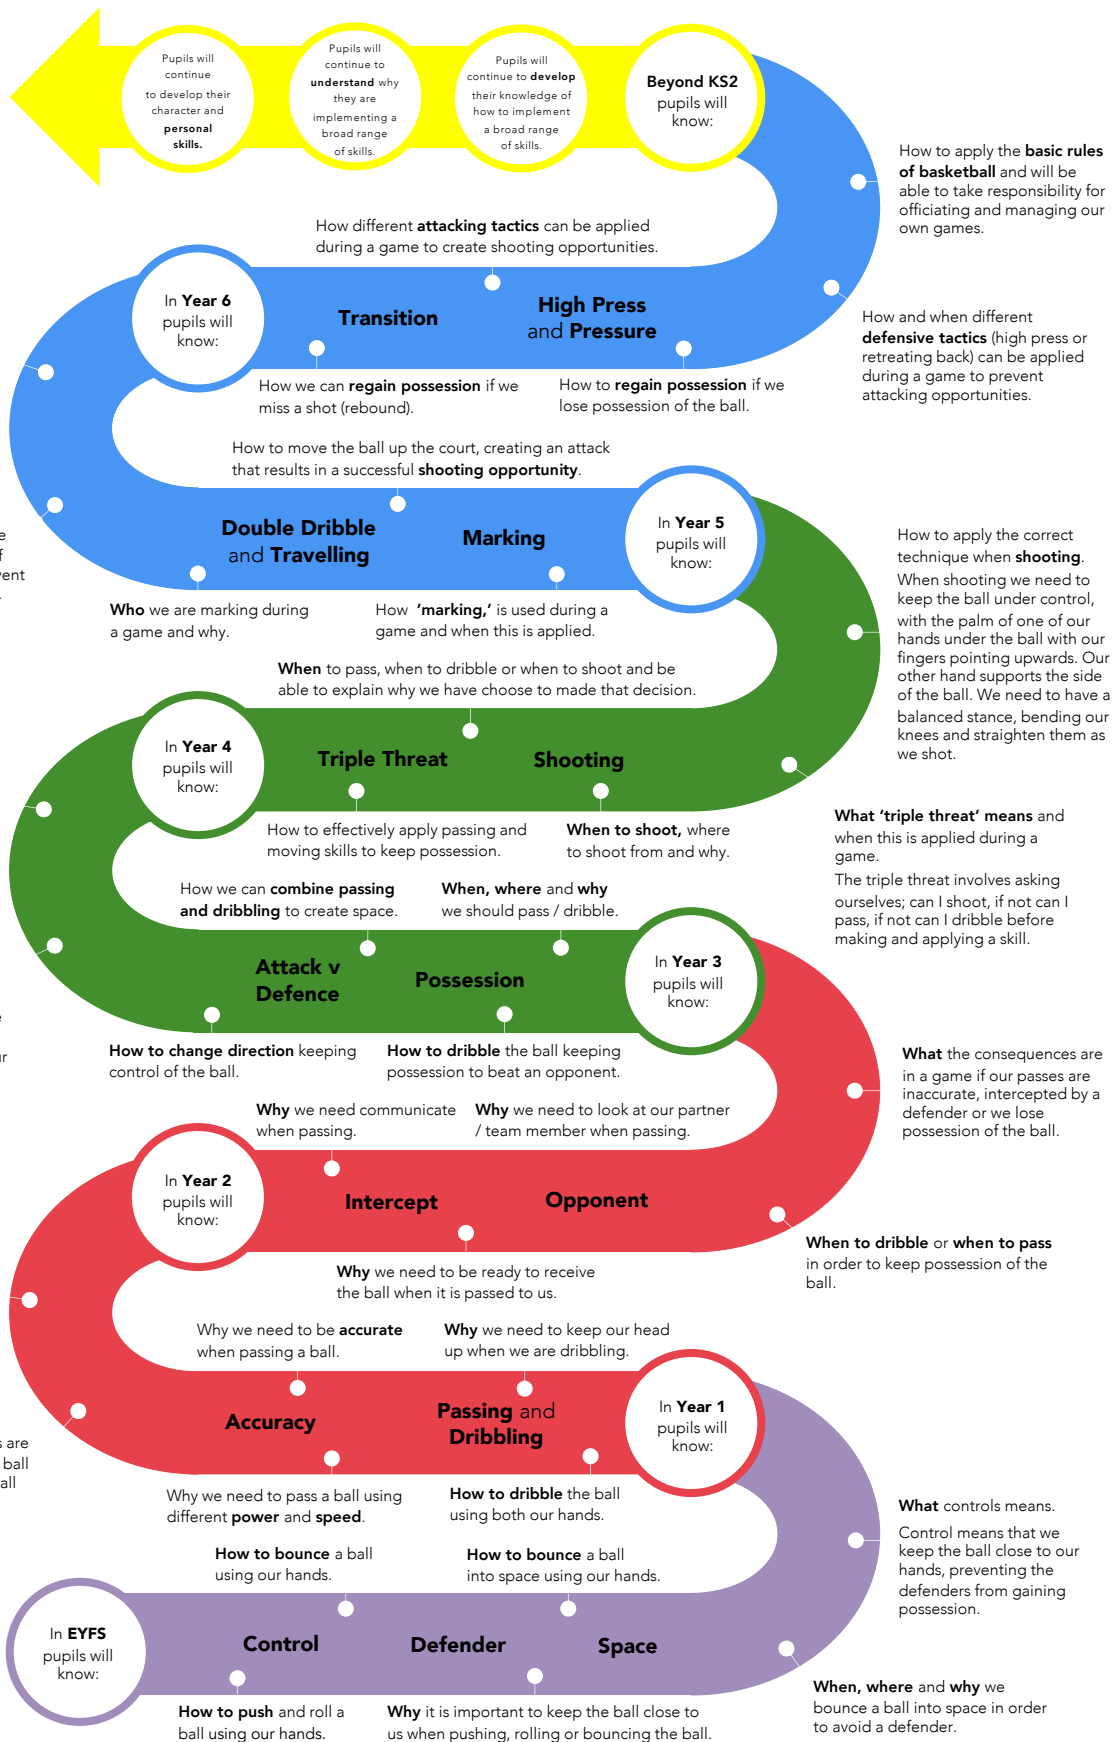 Pupils will
continue
to develop their
character and
personal
skills.
Pupils will
continue to
understand why
they are
implementing a
broad range
of skills.
Pupils will
continue to develop
their knowledge of
how to implement
a broad range
of skills.
Beyond KS2
pupils will
know:
How to apply the basic rules
of basketball and will be
able to take responsibility for
officiating and managing our
own games.
How different attacking tactics can be applied
during a game to create shooting opportunities.
In Year 6
pupils will
know:
Transition
High Press
and Pressure
How and when different
defensive tactics (high press or
retreating back) can be applied
during a game to prevent
attacking opportunities.
How we can regain possession if we
miss a shot (rebound).
How to regain possession if we
lose possession of the ball.
How to move the ball up the court, creating an attack
that results in a successful shooting opportunity.
Double Dribble
and Travelling
Marking
In Year 5
pupils will
know:
How to apply the correct
technique when shooting.
When shooting we need to
keep the ball under control,
with the palm of one of our
hands under the ball with our
fingers pointing upwards. Our
other hand supports the side
of the ball. We need to have a
balanced stance, bending our
knees and straighten them as
we shot.
Who we are marking during
a game and why.
How ‘marking,’ is used during a
game and when this is applied.
When to pass, when to dribble or when to shoot and be
able to explain why we have choose to made that decision.
In Year 4
pupils will
know:
Triple Threat
Shooting
What ‘triple threat’ means and
when this is applied during a
game.
The triple threat involves asking
ourselves; can I shoot, if not can I
pass, if not can I dribble before
making and applying a skill.
How to effectively apply passing and
moving skills to keep possession.
When to shoot, where
to shoot from and why.
How we can combine passing
and dribbling to create space.
When, where and why
we should pass / dribble.
Attack v
Defence
Possession
In Year 3
pupils will
know:
How to change direction keeping
control of the ball.
How to dribble the ball keeping
possession to beat an opponent.
What the consequences are
in a game if our passes are
inaccurate, intercepted by a
defender or we lose
possession of the ball.
Why we need communicate
when passing.
Why we need to look at our partner
/ team member when passing.
In Year 2
pupils will
know:
Intercept
Opponent
When to dribble or when to pass
in order to keep possession of the
ball.
Why we need to be ready to receive
the ball when it is passed to us.
Why we need to be accurate
when passing a ball.
Why we need to keep our head
up when we are dribbling.
Accuracy
Passing and
Dribbling
In Year 1
pupils will
know:
are
ball
Why we need to pass a ball using
different power and speed.
How to dribble the ball
using both our hands.
What controls means.
Control means that we
keep the ball close to our
hands, preventing the
defenders from gaining
possession.
How to bounce a ball
using our hands.
How to bounce a ball
into space using our hands.
In EYFS
pupils will
know:
Control
Defender
Space
When, where and why we
bounce a ball into space in order
to avoid a defender.
How to push and roll a
ball using our hands.
Why it is important to keep the ball close to
us when pushing, rolling or bouncing the ball.